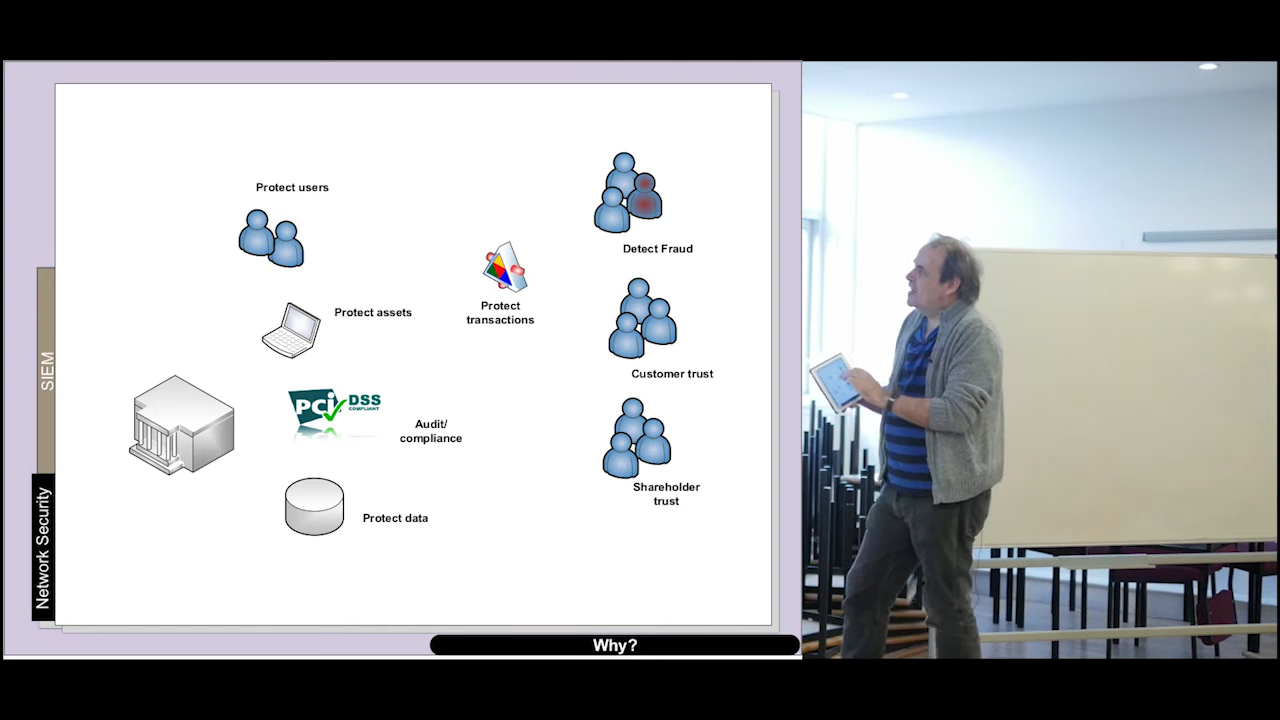 Protect users
Detect Fraud
Protect assets
Protect
transactions
Customer trust
PCI DSS
COMPLIANT
Audit/
compliance
Shareholder
trust
Protect data
SIEM
Network Security
Why?